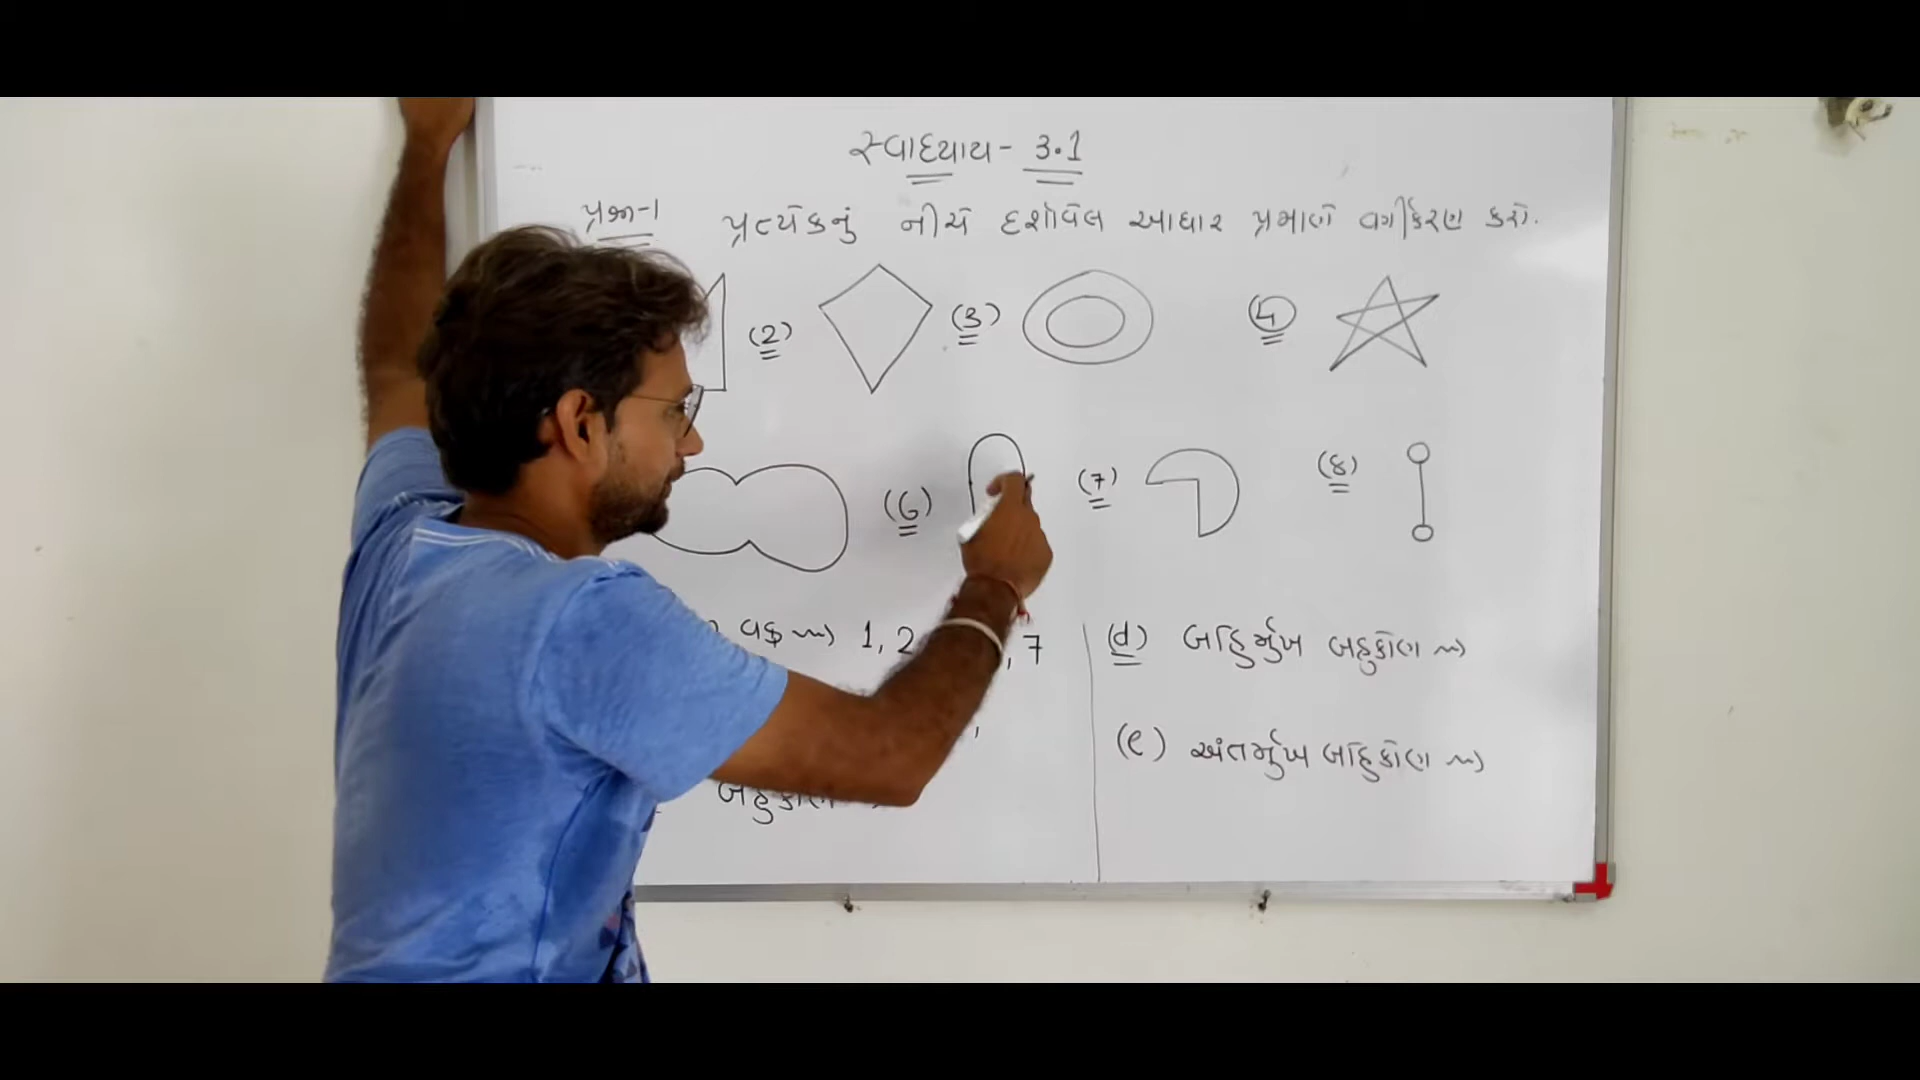 સ્વાધ્યાય - 3.1
પ્રશ્ન-1 પ્રત્યેકનું નીચે દર્શાવેલ આધાર પ્રમાણે વર્ગીકરણ કરો.
(2) (3) (4)
(6) (7) (8)
વક્ર 1, 2 , 7
(d) બહિર્મુખ બહુકોણ
(e) અંતર્મુખ બહિકોણ
બહુકોણ